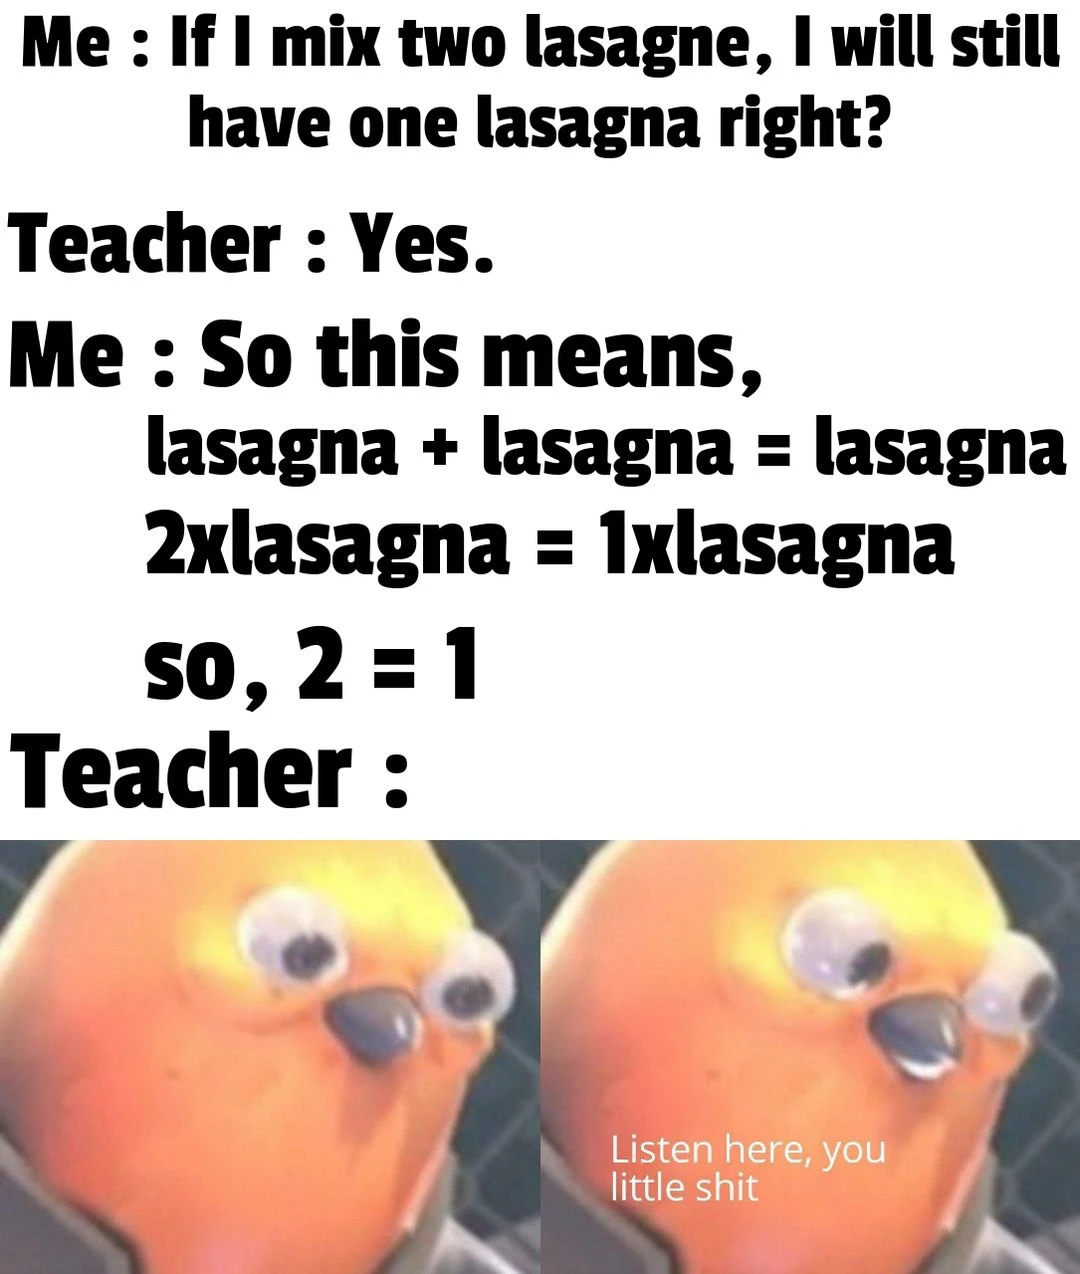 Me : If I mix two lasagne, I will still
have one lasagna right?
Teacher : Yes.
Me : So this means,
lasagna + lasagna = lasagna
2xlasagna = 1xlasagna
so, 2 = 1
Teacher :
Listen here, you
little shit